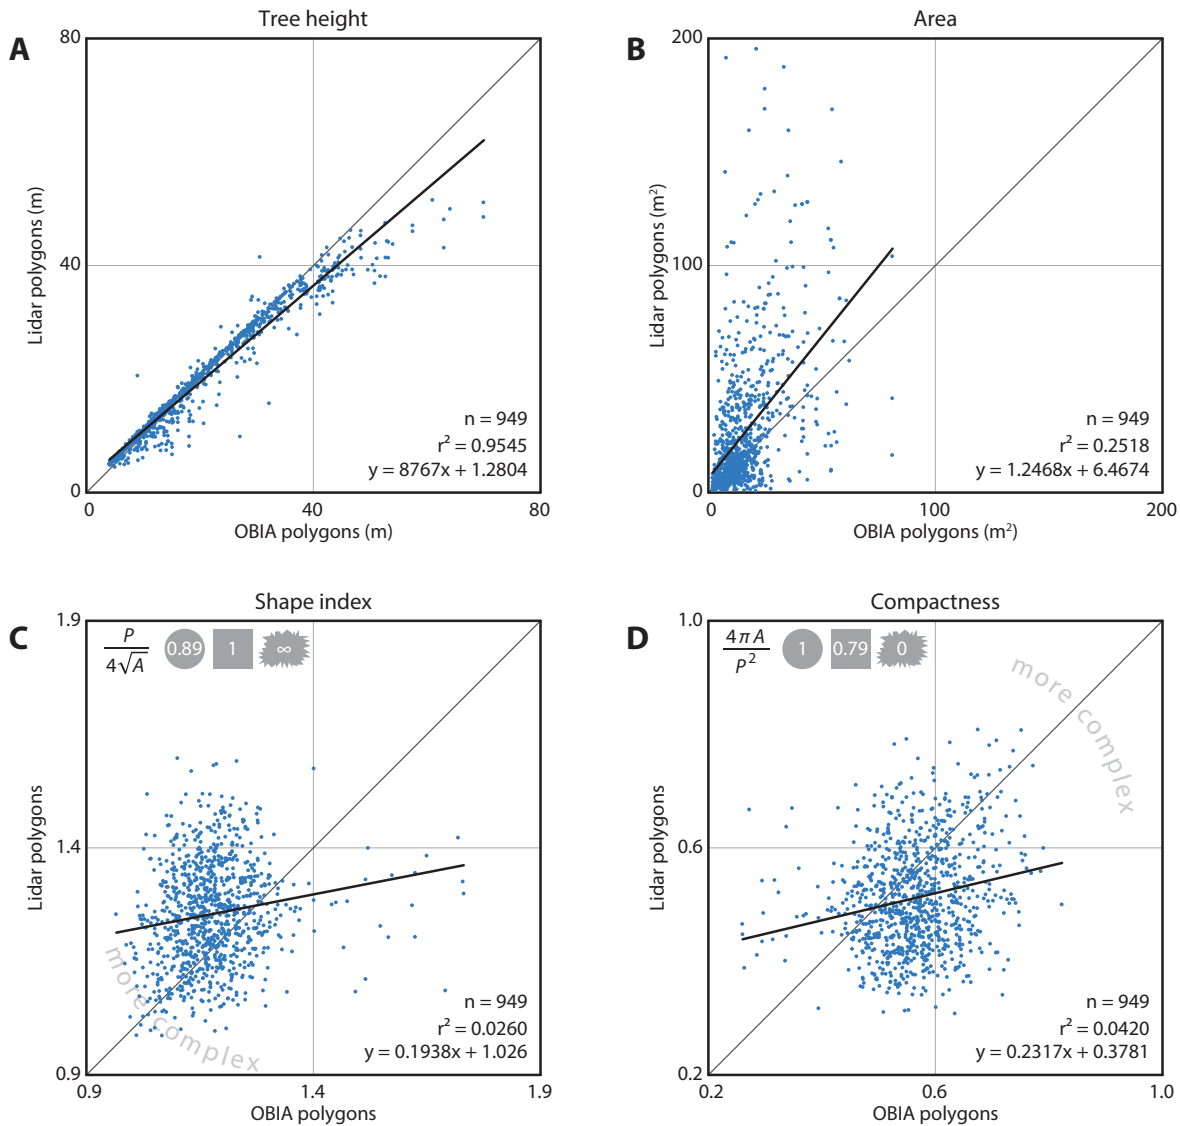 A
Tree height
80
40
0
0
40
80
Lidar polygons (m)
OBIA polygons (m)
n = 949
r² = 0.9545
y = 8767x + 1.2804
B
Area
200
100
0
0
100
200
Lidar polygons (m²)
OBIA polygons (m²)
n = 949
r² = 0.2518
y = 1.2468x + 6.4674
C
Shape index
P
4√A
0.89
1
∞
1.9
1.4
0.9
0.9
1.4
1.9
Lidar polygons
OBIA polygons
more complex
n = 949
r² = 0.0260
y = 0.1938x + 1.026
D
Compactness
4πA
P²
1
0.79
0
1.0
0.6
0.2
0.2
0.6
1.0
Lidar polygons
OBIA polygons
more complex
n = 949
r² = 0.0420
y = 0.2317x + 0.3781